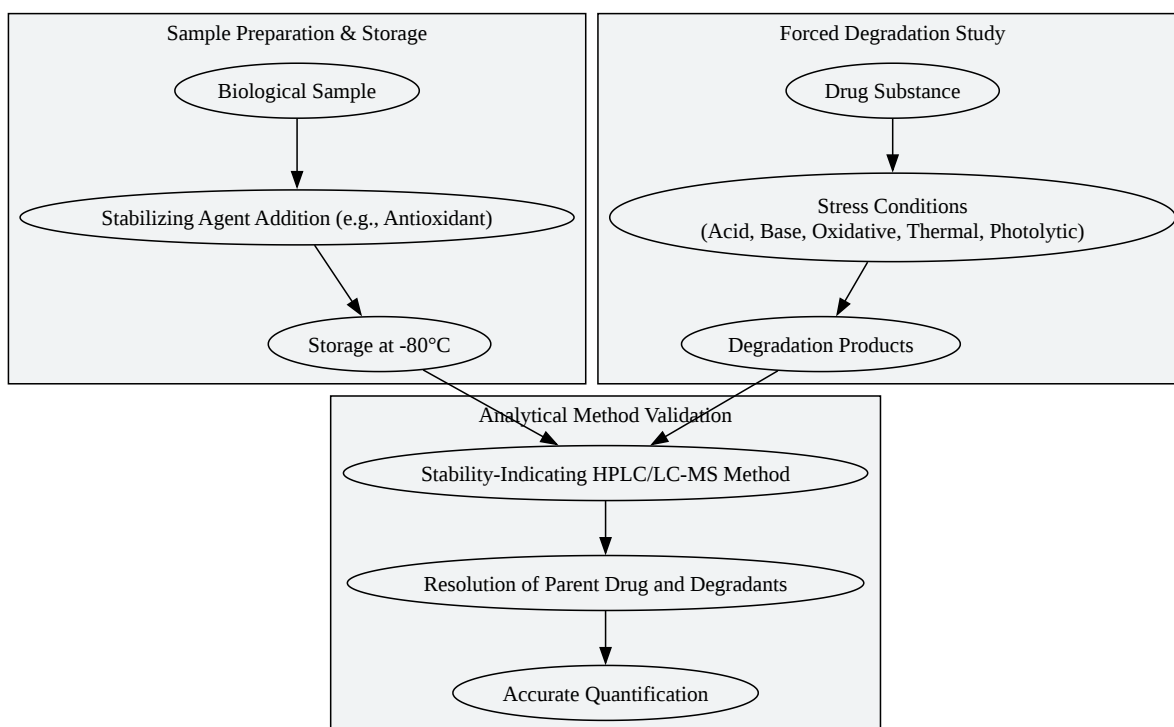 Sample Preparation & Storage
Biological Sample
Stabilizing Agent Addition (e.g., Antioxidant)
Storage at -80°C
Forced Degradation Study
Drug Substance
Stress Conditions
(Acid, Base, Oxidative, Thermal, Photolytic)
Degradation Products
Analytical Method Validation
Stability-Indicating HPLC/LC-MS Method
Resolution of Parent Drug and Degradants
Accurate Quantification